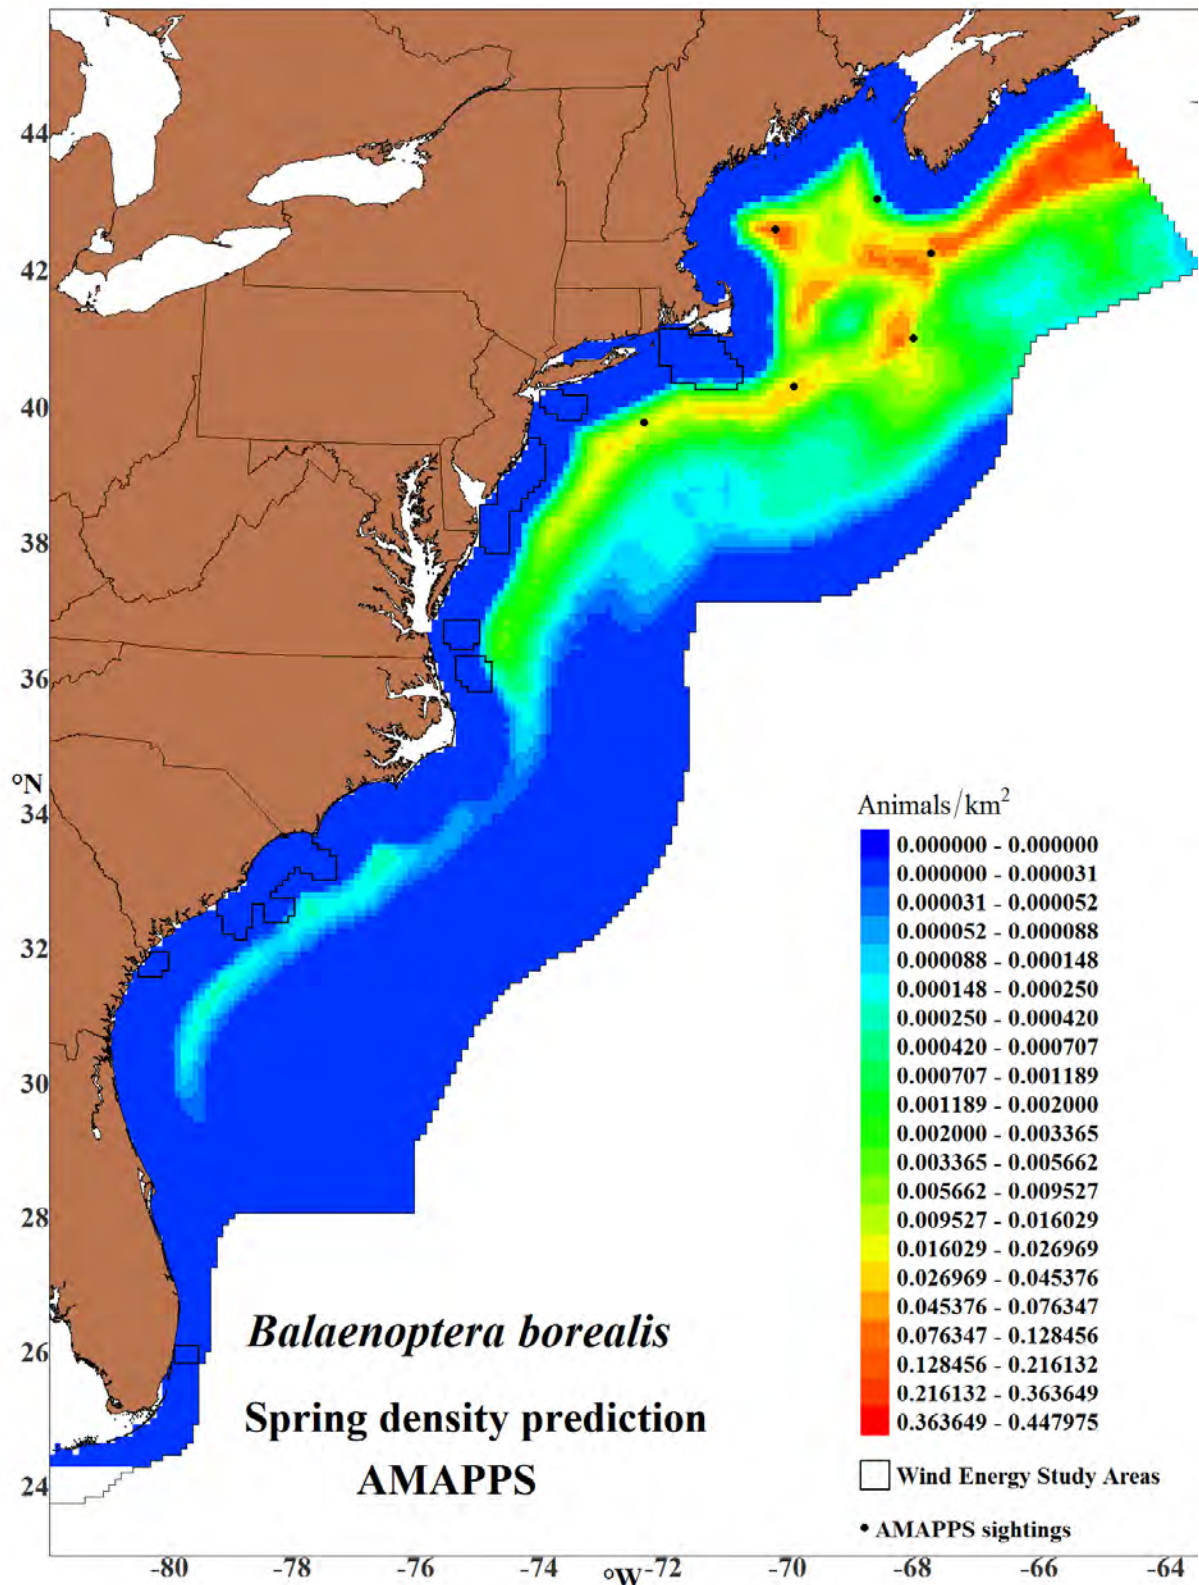 44
42
40
38
36
°N
34
32
30
28
26
24
Animals/km²
0.000000 - 0.000000
0.000000 - 0.000031
0.000031 - 0.000052
0.000052 - 0.000088
0.000088 - 0.000148
0.000148 - 0.000250
0.000250 - 0.000420
0.000420 - 0.000707
0.000707 - 0.001189
0.001189 - 0.002000
0.002000 - 0.003365
0.003365 - 0.005662
0.005662 - 0.009527
0.009527 - 0.016029
0.016029 - 0.026969
0.026969 - 0.045376
0.045376 - 0.076347
0.076347 - 0.128456
0.128456 - 0.216132
0.216132 - 0.363649
0.363649 - 0.447975
Wind Energy Study Areas
AMAPPS sightings
Balaenoptera borealis
Spring density prediction
AMAPPS
-80 -78 -76 -74 °W -72 -70 -68 -66 -64